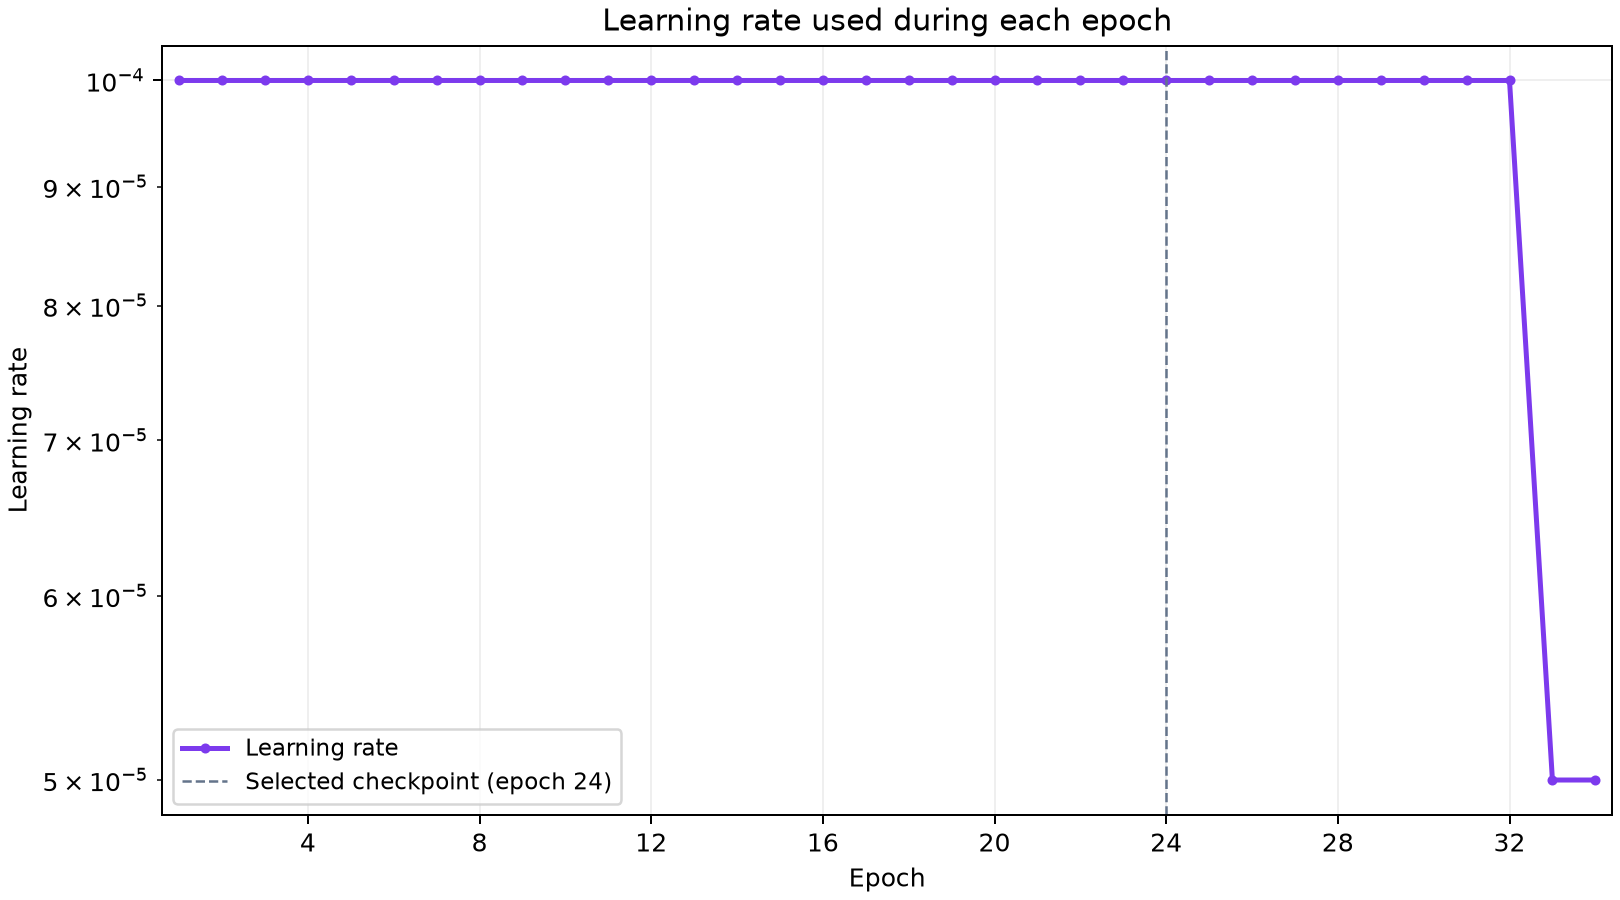 Learning rate used during each epoch
10⁻⁴
9 × 10⁻⁵
8 × 10⁻⁵
7 × 10⁻⁵
6 × 10⁻⁵
5 × 10⁻⁵
Learning rate
Learning rate
Selected checkpoint (epoch 24)
4 8 12 16 20 24 28 32
Epoch